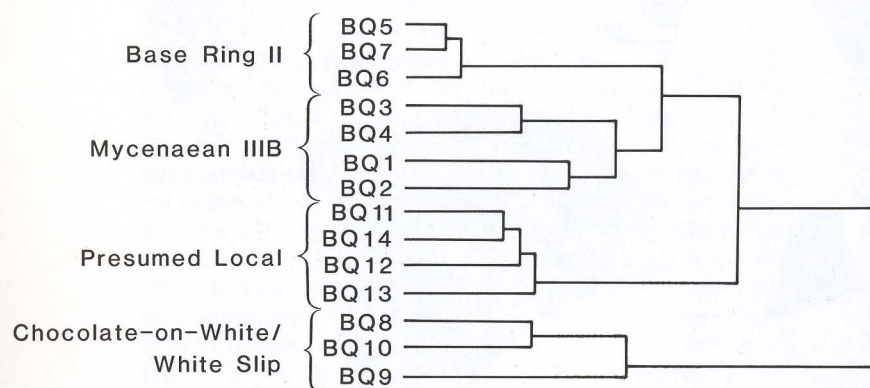 Base Ring II
BQ5
BQ7
BQ6
Mycenaean IIIB
BQ3
BQ4
BQ1
BQ2
Presumed Local
BQ11
BQ14
BQ12
BQ13
Chocolate-on-White/
White Slip
BQ8
BQ10
BQ9